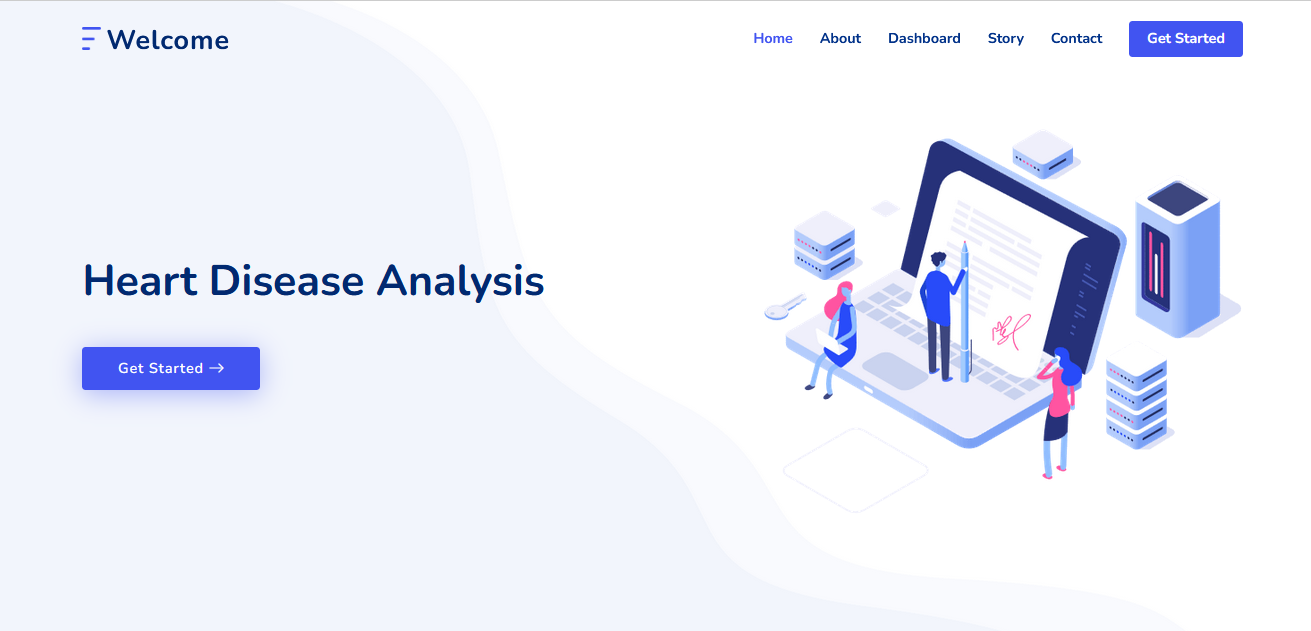 Welcome
Home About Dashboard Story Contact Get Started
Heart Disease Analysis
Get Started →